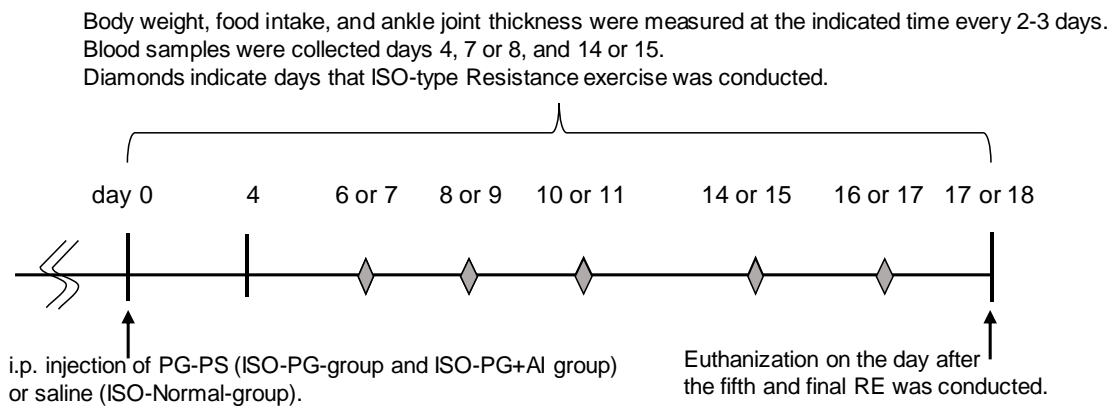 Body weight, food intake, and ankle joint thickness were measured at the indicated time every 2-3 days.
Blood samples were collected days 4, 7 or 8, and 14 or 15.
Diamonds indicate days that ISO-type Resistance exercise was conducted.
day 0 4 6 or 7 8 or 9 10 or 11 14 or 15 16 or 17 17 or 18
i.p. injection of PG-PS (ISO-PG-group and ISO-PG+AI group)
or saline (ISO-Normal-group).
Euthanization on the day after
the fifth and final RE was conducted.